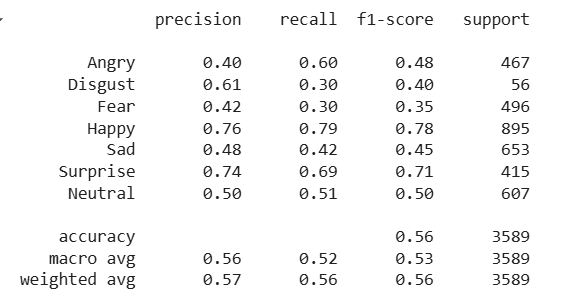 precision recall f1-score support
Angry 0.40 0.60 0.48 467
Disgust 0.61 0.30 0.40 56
Fear 0.42 0.30 0.35 496
Happy 0.76 0.79 0.78 895
Sad 0.48 0.42 0.45 653
Surprise 0.74 0.69 0.71 415
Neutral 0.50 0.51 0.50 607
accuracy 0.56 3589
macro avg 0.56 0.52 0.53 3589
weighted avg 0.57 0.56 0.56 3589